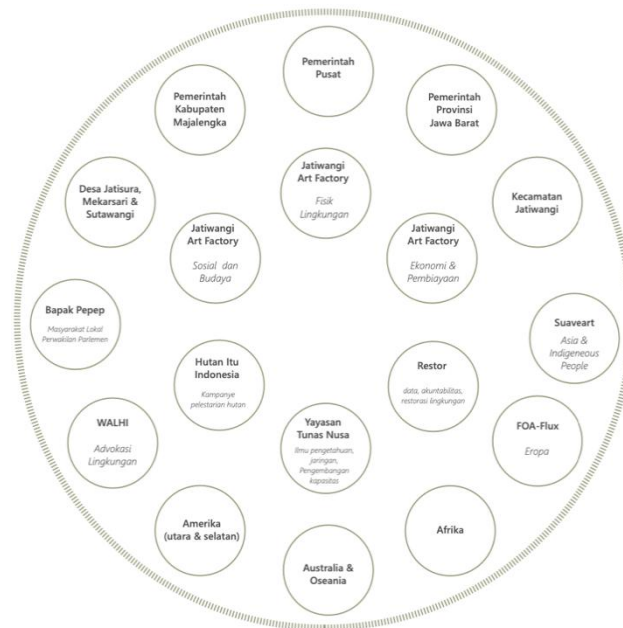 Pemerintah
Pusat
Pemerintah
Kabupaten
Majalengka
Pemerintah
Provinsi
Jawa Barat
Jatiwangi
Art Factory
Fisik
Lingkungan
Desa Jatisura,
Mekarsari &
Sutawangi
Kecamatan
Jatiwangi
Jatiwangi
Art Factory
Sosial dan
Budaya
Jatiwangi
Art Factory
Ekonomi &
Pembiayaan
Bapak Pepep
Masyarakat Lokal
Perwakilan Parlemen
Suaveart
Asia &
Indigeneous
People
Hutan Itu
Indonesia
Kampanye
pelestarian hutan
Restor
data, akuntabilitas,
restorasi lingkungan
WALHI
Advokasi
Lingkungan
Yayasan
Tunas Nusa
Ilmu pengetahuan,
jaringan,
Pengembangan
kapasitas
FOA-Flux
Eropa
Amerika
(utara & selatan)
Afrika
Australia &
Oseania